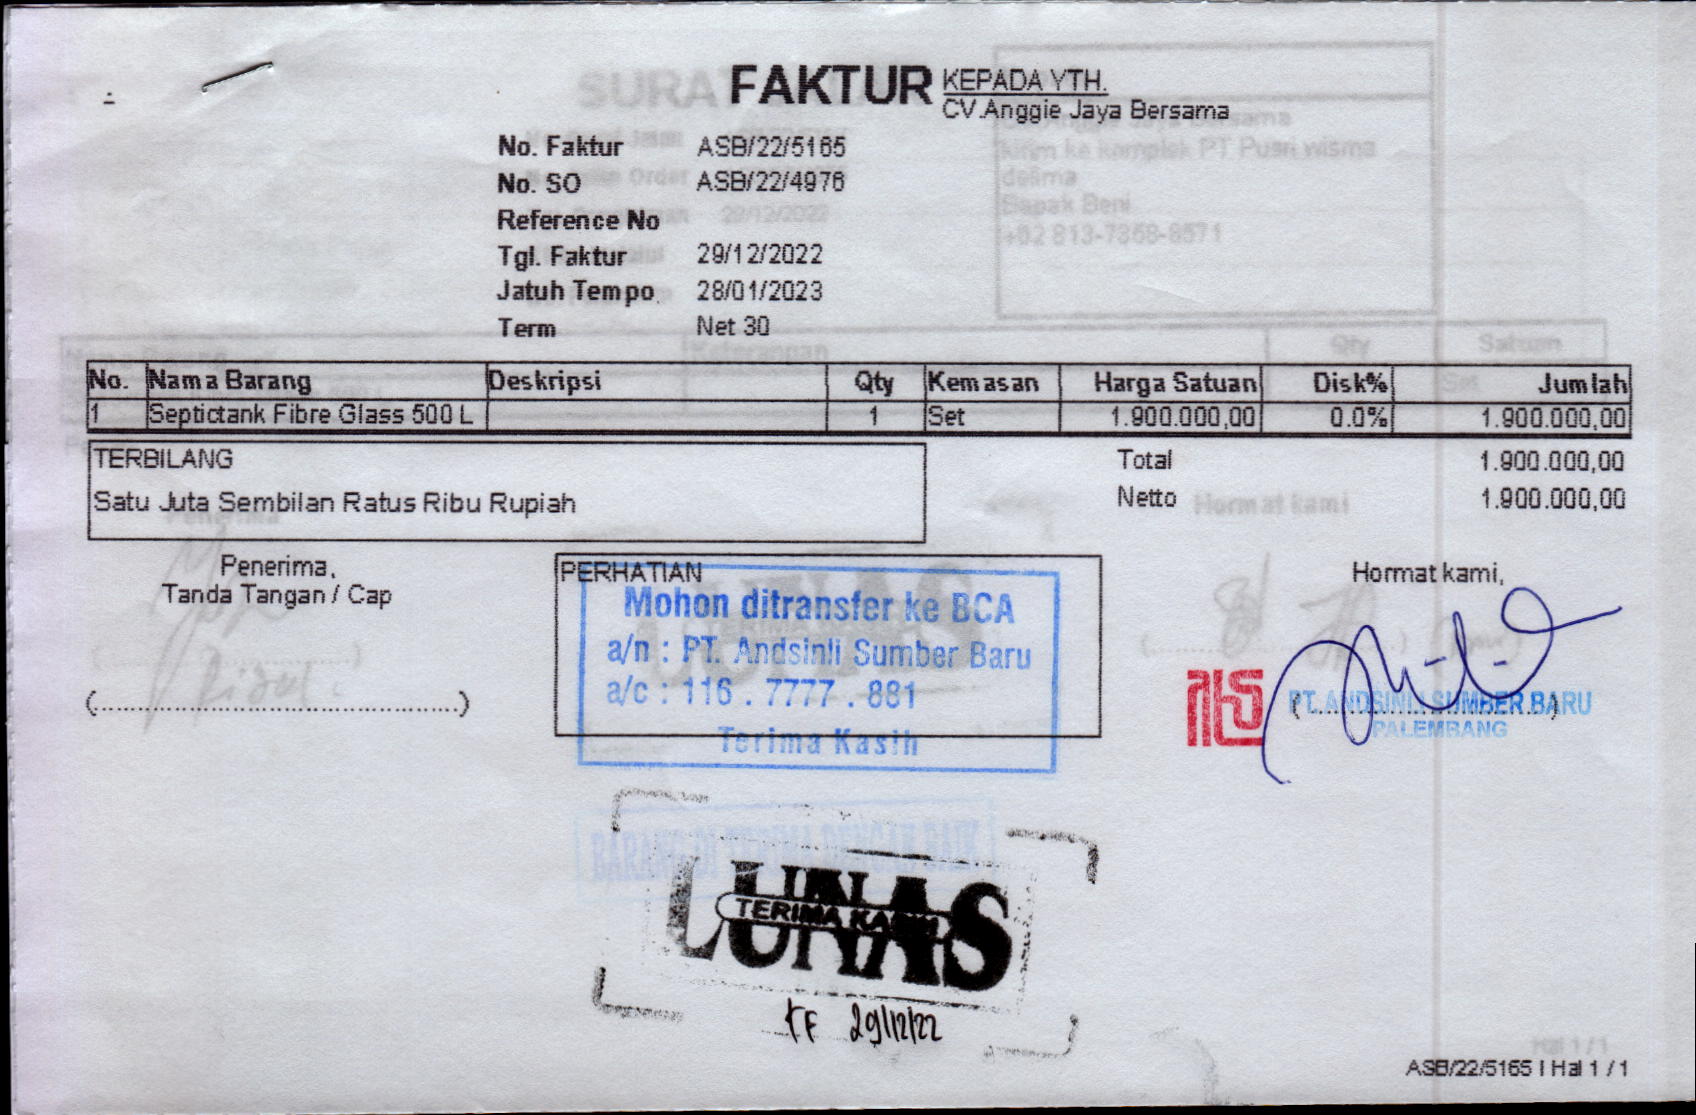 FAKTUR
KEPADA YTH.
CV.Anggie Jaya Bersama
No. Faktur ASB/22/5165
No. SO ASB/22/4976
Reference No
Tgl. Faktur 29/12/2022
Jatuh Tempo 28/01/2023
Term Net 30
No. Nama Barang Deskripsi Qty Kemasan Harga Satuan Disk% Jumlah
1 Septictank Fibre Glass 500 L 1 Set 1.900.000,00 0.0% 1.900.000,00
TERBILANG
Satu Juta Sembilan Ratus Ribu Rupiah
Total 1.900.000,00
Netto 1.900.000,00
Penerima,
Tanda Tangan / Cap
(..........................................................)
PERHATIAN
Mohon ditransfer ke BCA
a/n : PT. Andsinli Sumber Baru
a/c : 116 . 7777 . 881
Terima Kasih
Hormat kami,
PT. ANDSINLI SUMBER BARU
PALEMBANG
BARANG DI TERIMA DENGAN BAIK
LUNAS
TERIMA KASIH
29/12/22
ASB/22/5165 I Hal 1 / 1